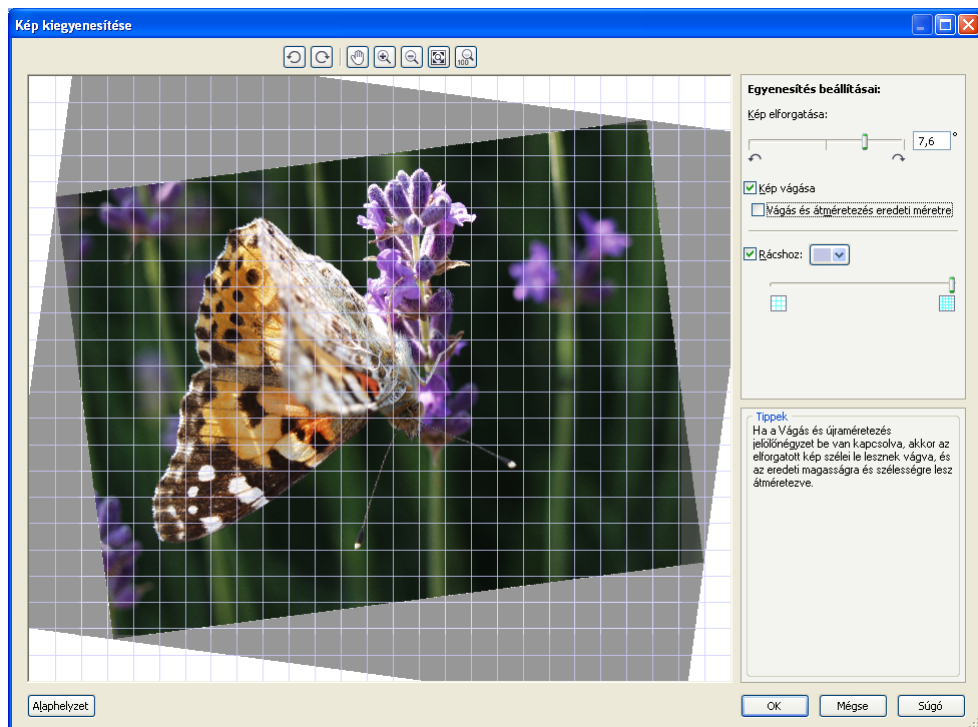 Kép kiegyenesítése
100
Egyenesítés beállításai:
Kép elforgatása:
7,6 °
Kép vágása
Vágás és átméretezés eredeti méretre
Rácshoz:
Tippek
Ha a Vágás és újraméretezés
jelölőnégyzet be van kapcsolva, akkor az
elforgatott kép szélei le lesznek vágva, és
az eredeti magasságra és szélességre lesz
átméretezve.
Alaphelyzet
OK
Mégse
Súgó